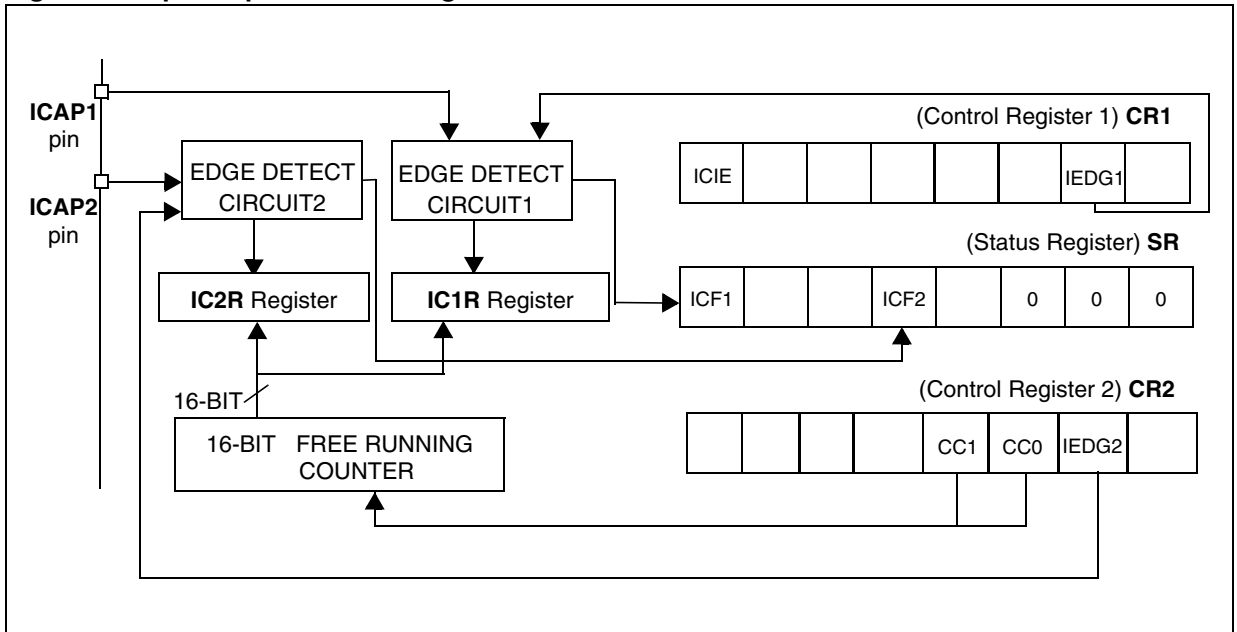 ICAP1
pin
ICAP2
pin
EDGE DETECT
CIRCUIT2
EDGE DETECT
CIRCUIT1
IC2R Register
IC1R Register
16-BIT
16-BIT FREE RUNNING
COUNTER
(Control Register 1) CR1
ICIE
IEDG1
(Status Register) SR
ICF1
ICF2
0
0
0
(Control Register 2) CR2
CC1
CC0
IEDG2